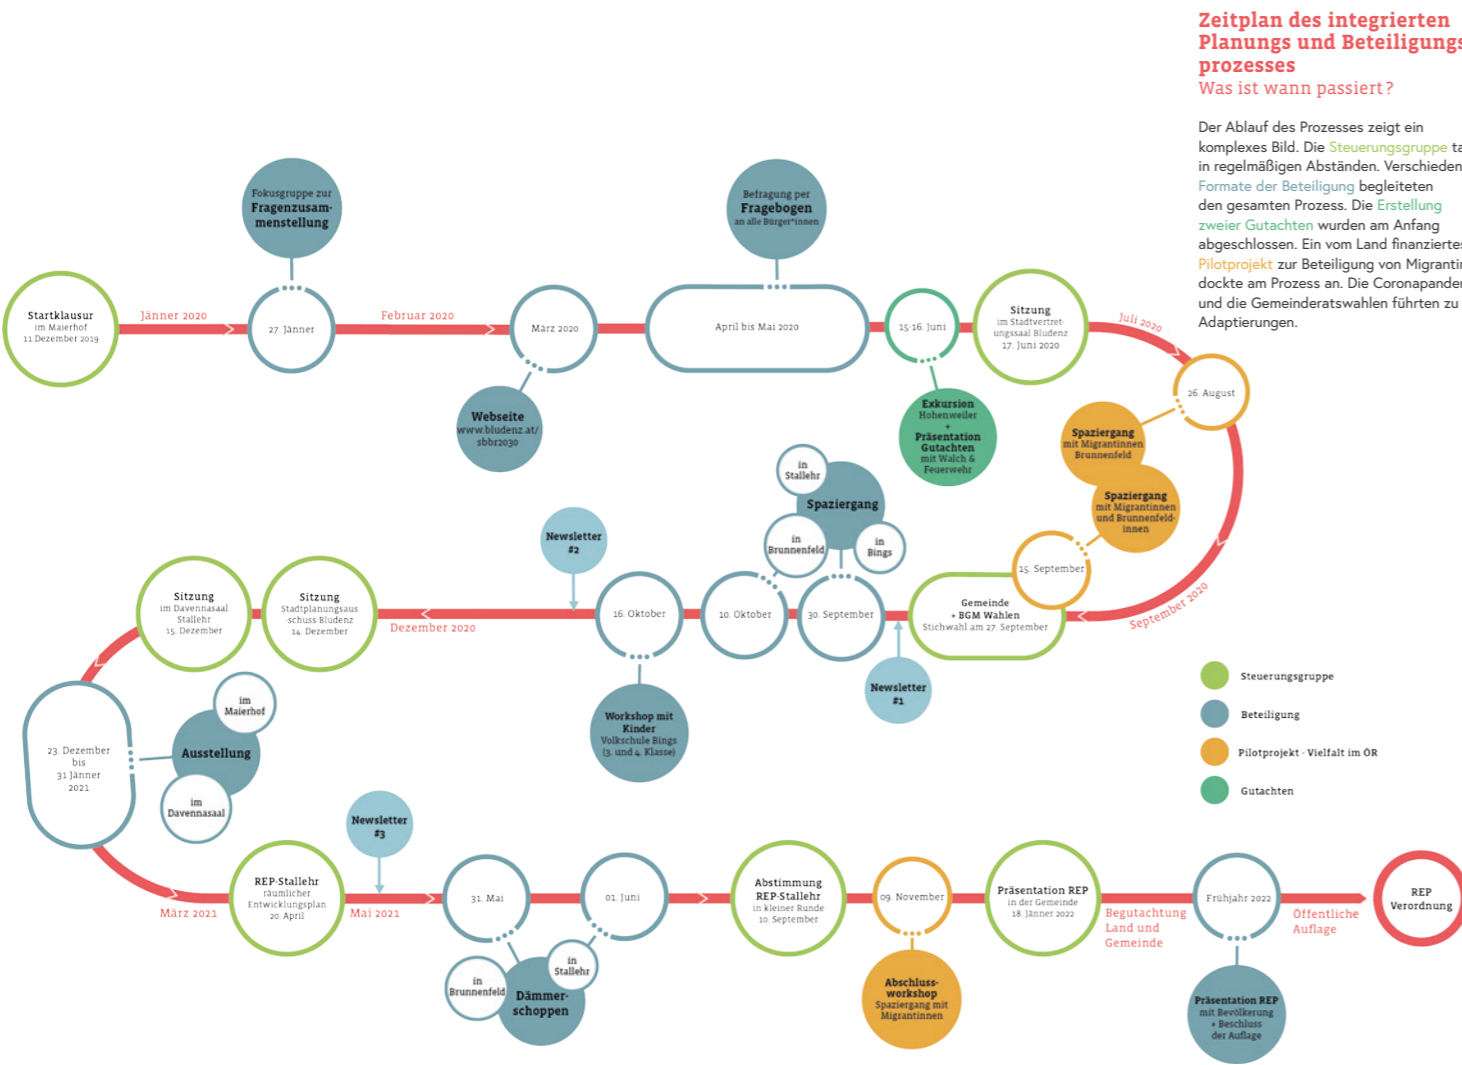 Zeitplan des integrierten
Planungs und Beteiligungs
prozesses
Was ist wann passiert?
Der Ablauf des Prozesses zeigt ein
komplexes Bild. Die Steuerungsgruppe ta
in regelmäßigen Abständen. Verschieden
Formate der Beteiligung begleiteten
den gesamten Prozess. Die Erstellung
zweier Gutachten wurden am Anfang
abgeschlossen. Ein vom Land finanziertes
Pilotprojekt zur Beteiligung von Migrantin
dockte am Prozess an. Die Coronapander
und die Gemeinderatswahlen führten zu
Adaptierungen.
Startklausur
im Maierhof
11.Dezember 2019
Jänner 2020
Fokusgruppe zur
Fragenzusam-
menstellung
27. Jänner
Februar 2020
März 2020
Webseite
www.bludenz.at/
sbbr2030
Befragung per
Fragebogen
an alle Bürger*innen
April bis Mai 2020
15-16. Juni
Exkursion
Hohenweiler
+
Präsentation
Gutachten
mit Walch &
Feuerwehr
Sitzung
im Stadtvertret-
ungssaal Bludenz
17. Juni 2020
Juli 2020
26. August
Spaziergang
mit Migrantinnen
Brunnenfeld
Spaziergang
mit Migrantinnen
und Brunnenfeld-
innen
15. September
September 2020
Gemeinde
+ BGM Wahlen
Stichwahl am 27. September
Newsletter
#1
30. September
Spaziergang
in
Stallehr
in
Brunnenfeld
in
Bings
10. Oktober
16. Oktober
Workshop mit
Kinder
Volkschule Bings
(3. und 4. Klasse)
Newsletter
#2
Dezember 2020
Sitzung
Stadtplanungsaus
-schuss Bludenz
14. Dezember
Sitzung
im Davennasaal
Stallehr
15. Dezember
23. Dezember
bis
31 Jänner
2021
Ausstellung
im
Maierhof
im
Davennasaal
März 2021
REP-Stallehr
räumlicher
Entwicklungsplan
20. April
Mai 2021
Newsletter
#3
31. Mai
01. Juni
in
Brunnenfeld
in
Stallehr
Dämmer-
schoppen
Abstimmung
REP-Stallehr
in kleiner Runde
10. September
09. November
Abschluss-
workshop
Spaziergang mit
Migrantinnen
Präsentation REP
in der Gemeinde
18. Jänner 2022
Begutachtung
Land und
Gemeinde
Frühjahr 2022
Präsentation REP
mit Bevölkerung
+ Beschluss
der Auflage
Öffentliche
Auflage
REP
Verordnung
Steuerungsgruppe
Beteiligung
Pilotprojekt - Vielfalt im ÖR
Gutachten